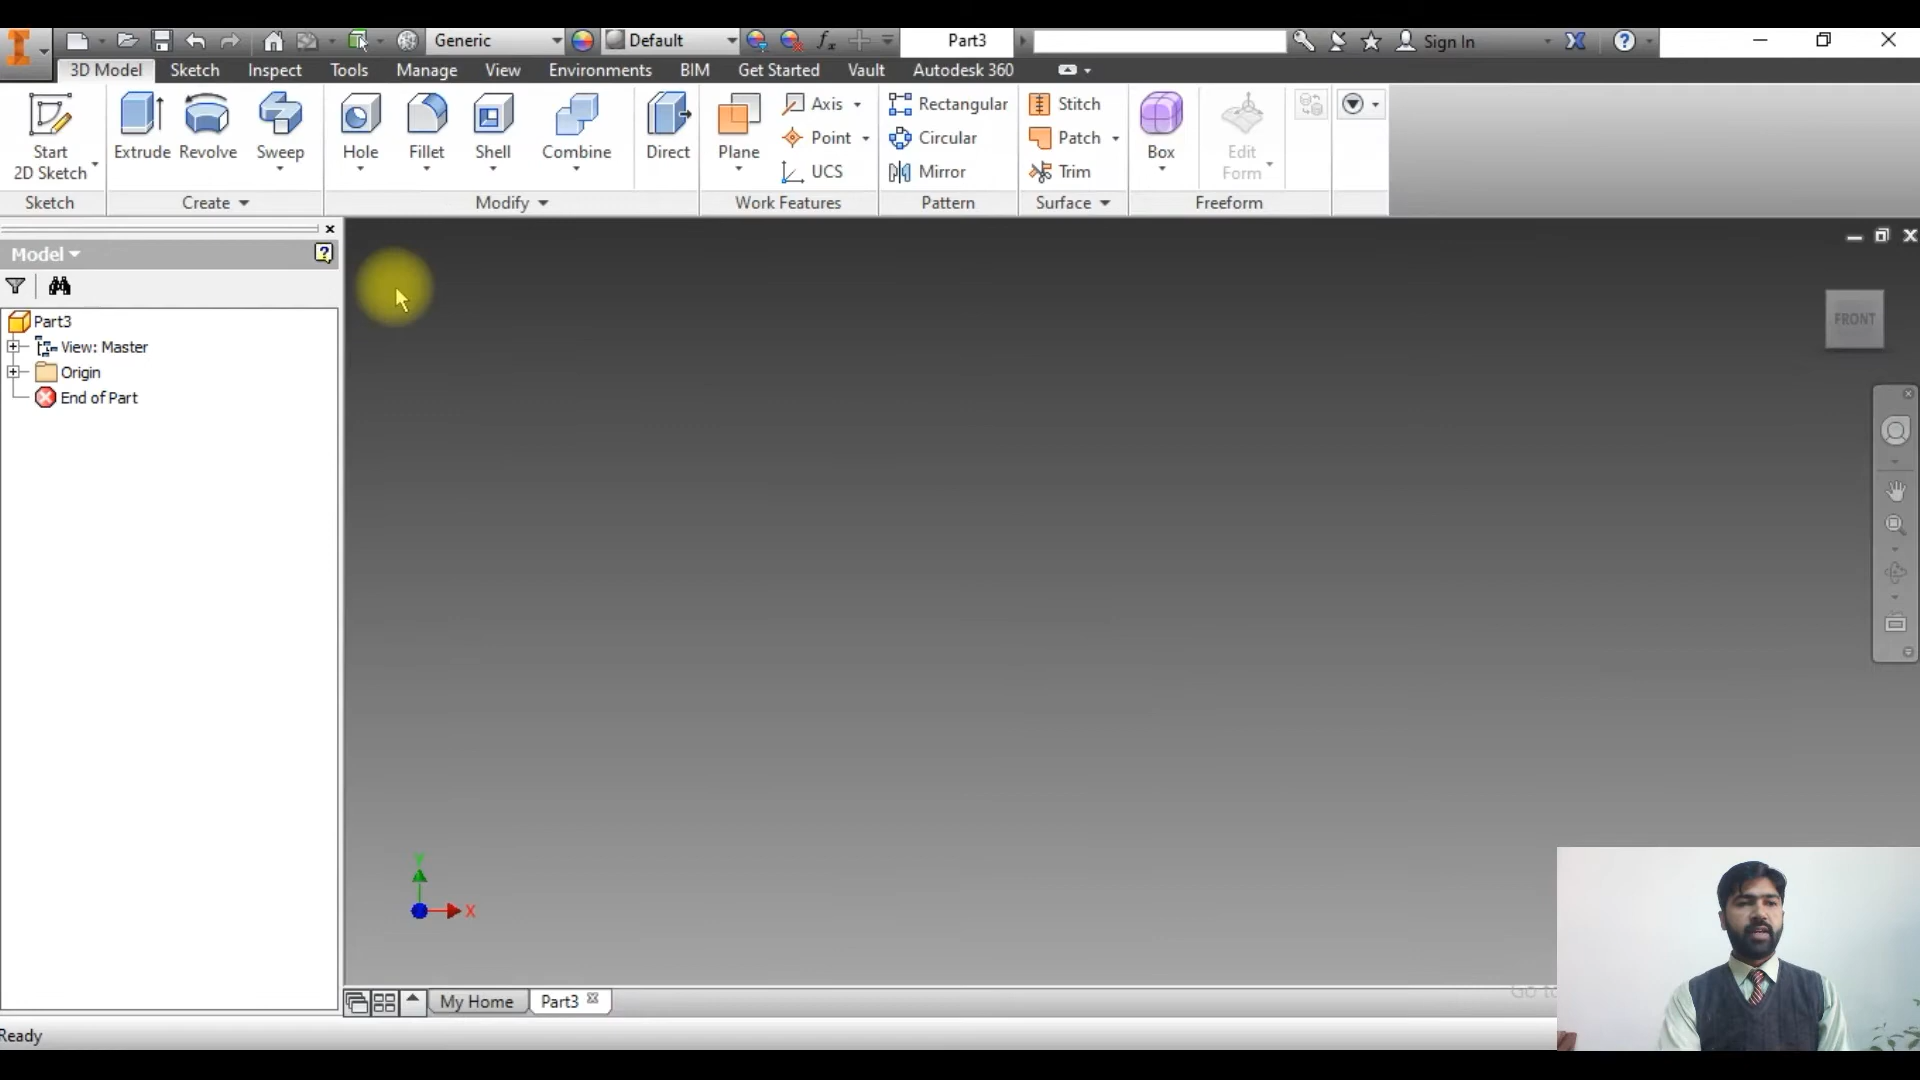 Generic Default Part3 Sign In
3D Model Sketch Inspect Tools Manage View Environments BIM Get Started Vault Autodesk 360
Start
2D Sketch
Extrude
Revolve
Sweep
Hole
Fillet
Shell
Combine
Direct
Plane
Axis
Point
UCS
Rectangular
Circular
Mirror
Stitch
Patch
Trim
Box
Edit
Form
Sketch Create Modify Work Features Pattern Surface Freeform
Model
Part3
View: Master
Origin
End of Part
FRONT
Y
X
My Home Part3
Go to
Ready